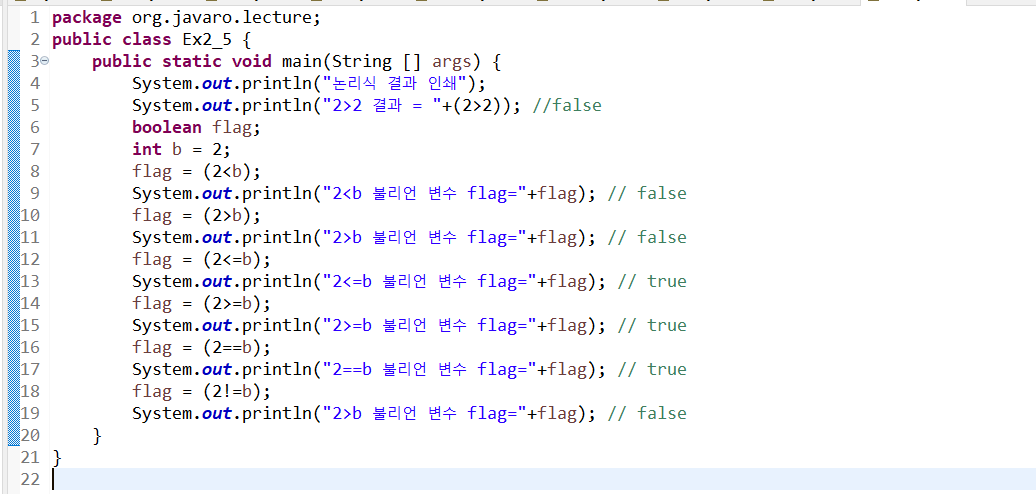 1 package org.javaro.lecture;
2 public class Ex2_5 {
3 public static void main(String [] args) {
4 System.out.println("논리식 결과 인쇄");
5 System.out.println("2>2 결과 = "+(2>2)); //false
6 boolean flag;
7 int b = 2;
8 flag = (2<b);
9 System.out.println("2<b 불리언 변수 flag="+flag); // false
10 flag = (2>b);
11 System.out.println("2>b 불리언 변수 flag="+flag); // false
12 flag = (2<=b);
13 System.out.println("2<=b 불리언 변수 flag="+flag); // true
14 flag = (2>=b);
15 System.out.println("2>=b 불리언 변수 flag="+flag); // true
16 flag = (2==b);
17 System.out.println("2==b 불리언 변수 flag="+flag); // true
18 flag = (2!=b);
19 System.out.println("2>b 불리언 변수 flag="+flag); // false
20 }
21 }
22